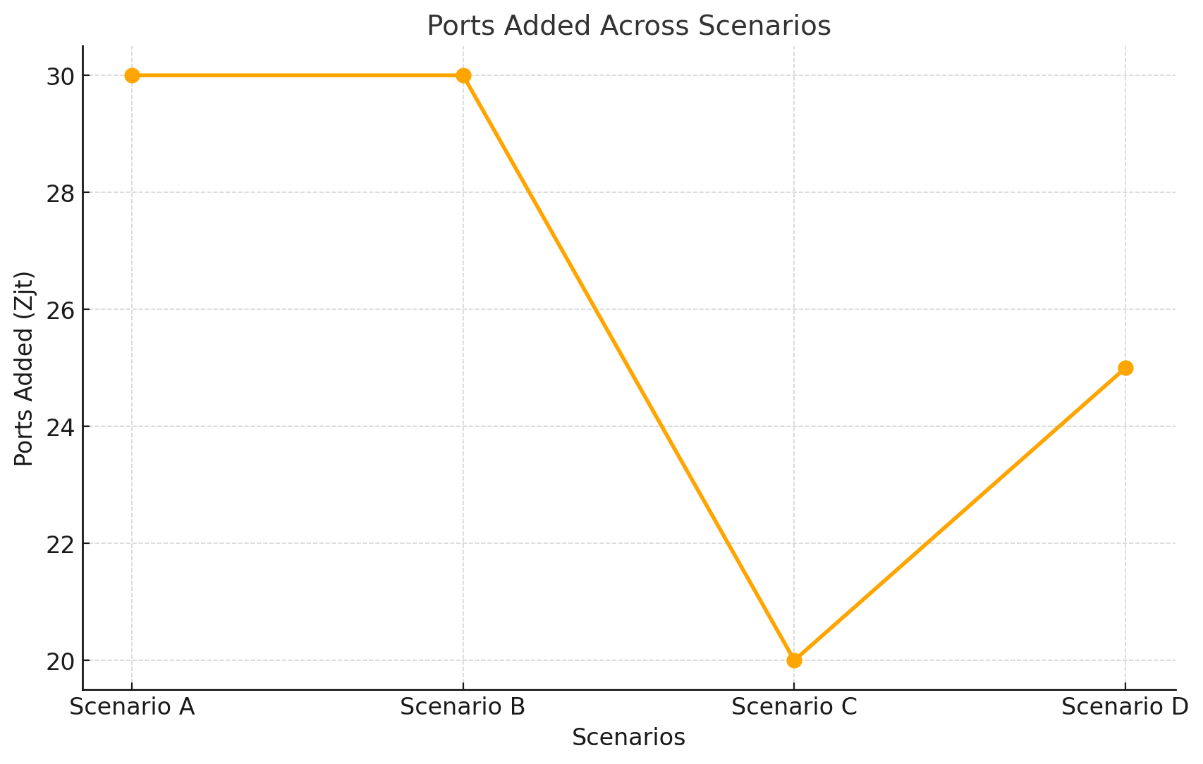 Ports Added Across Scenarios
Ports Added (Zjt)
30
28
26
24
22
20
Scenario A
Scenario B
Scenario C
Scenario D
Scenarios